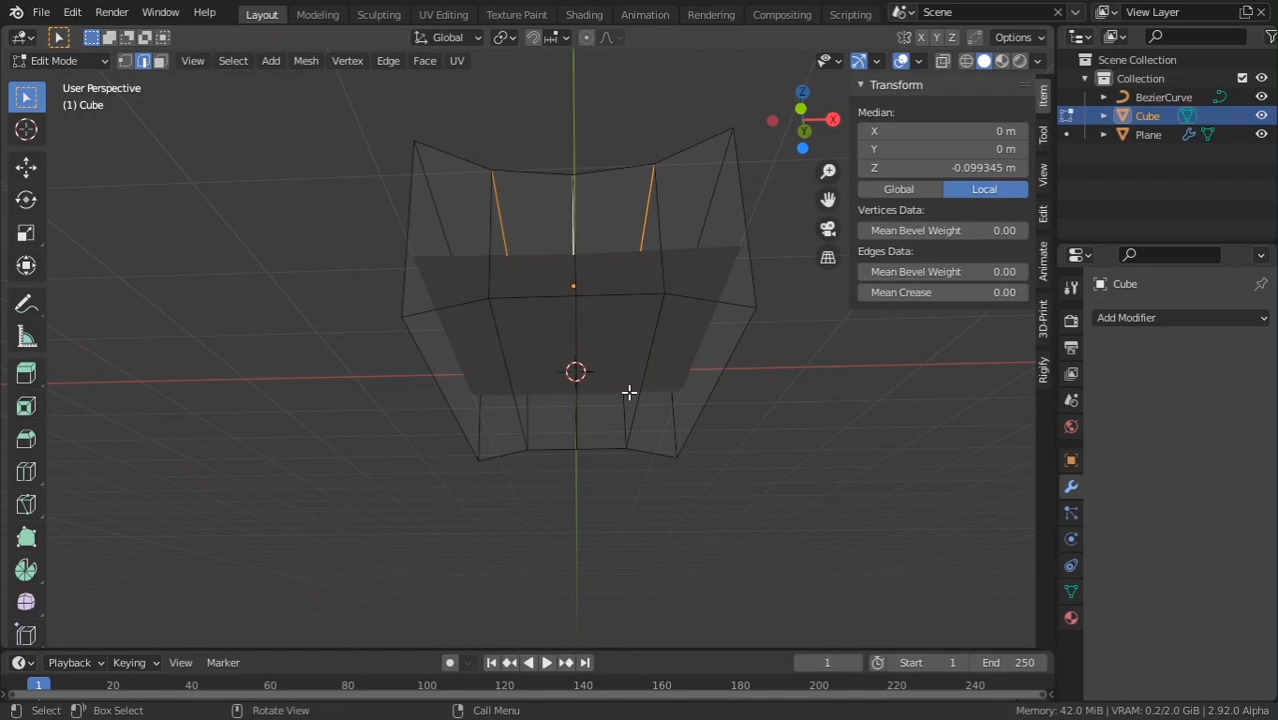 File Edit Render Window Help Layout Modeling Sculpting UV Editing Texture Paint Shading Animation Rendering Compositing Scripting Scene View Layer
Global X Y Z Options
Edit Mode View Select Add Mesh Vertex Edge Face UV
User Perspective
(1) Cube
Transform
Median:
X 0 m
Y 0 m
Z -0.099345 m
Global Local
Vertices Data:
Mean Bevel Weight 0.00
Edges Data:
Mean Bevel Weight 0.00
Mean Crease 0.00
Z
X
Y
Item
Tool
View
Edit
Animate
3D-Print
Rigify
Scene Collection
Collection
BezierCurve
Cube
Plane
Cube
Add Modifier
Playback Keying View Marker 1 Start 1 End 250
1 20 40 60 80 100 120 140 160 180 200 220 240
Select Box Select Rotate View Call Menu Memory: 42.0 MiB | VRAM: 0.2/2.0 GiB | 2.92.0 Alpha